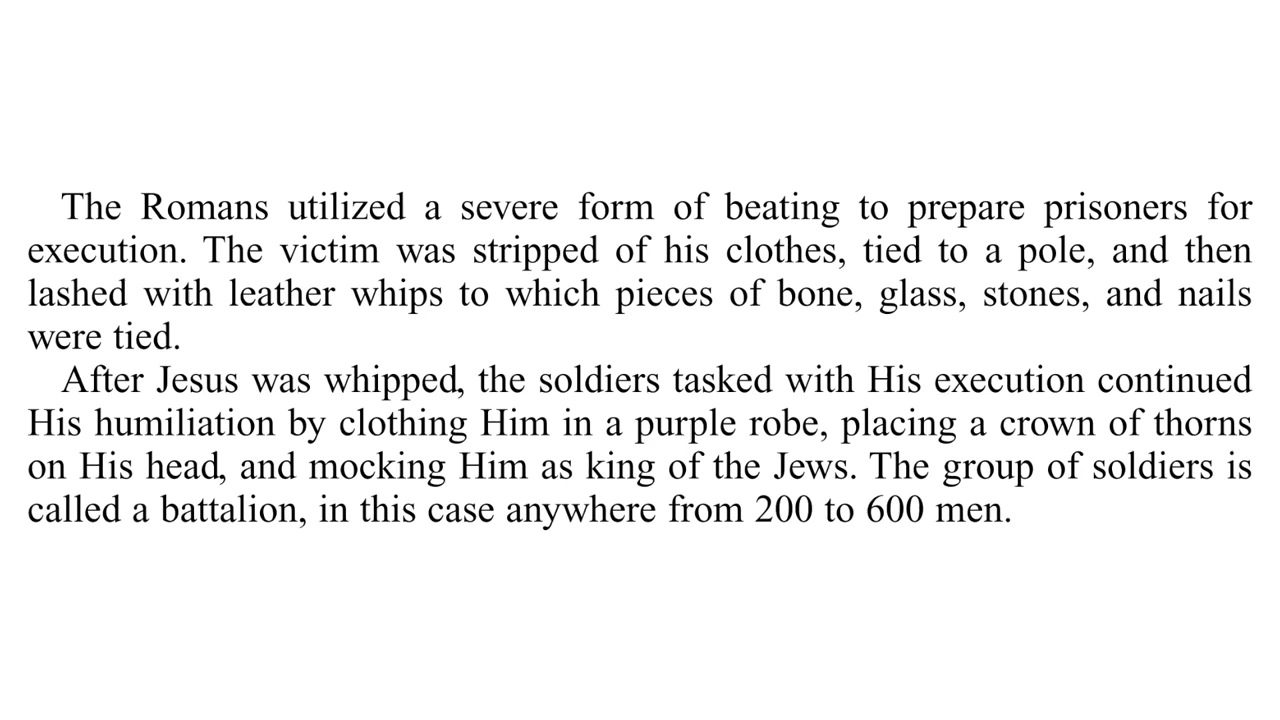 The Romans utilized a severe form of beating to prepare prisoners for
execution. The victim was stripped of his clothes, tied to a pole, and then
lashed with leather whips to which pieces of bone, glass, stones, and nails
were tied.
After Jesus was whipped, the soldiers tasked with His execution continued
His humiliation by clothing Him in a purple robe, placing a crown of thorns
on His head, and mocking Him as king of the Jews. The group of soldiers is
called a battalion, in this case anywhere from 200 to 600 men.